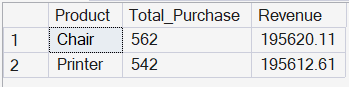 Product Total_Purchase Revenue
1 Chair 562 195620.11
2 Printer 542 195612.61